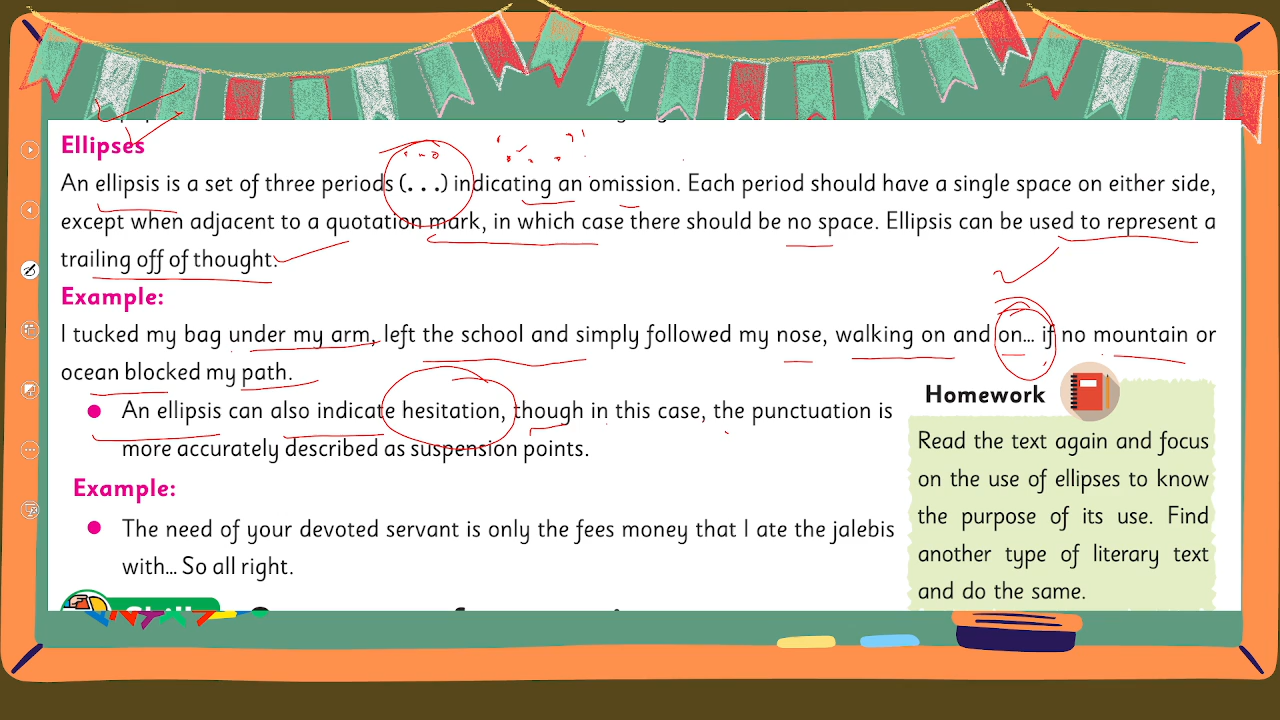 Ellipses
An ellipsis is a set of three periods (. . .) indicating an omission. Each period should have a single space on either side,
except when adjacent to a quotation mark, in which case there should be no space. Ellipsis can be used to represent a
trailing off of thought.
Example:
I tucked my bag under my arm, left the school and simply followed my nose, walking on and on... if no mountain or
ocean blocked my path.
An ellipsis can also indicate hesitation, though in this case, the punctuation is
more accurately described as suspension points.
Example:
The need of your devoted servant is only the fees money that I ate the jalebis
with... So all right.
Homework
Read the text again and focus
on the use of ellipses to know
the purpose of its use. Find
another type of literary text
and do the same.